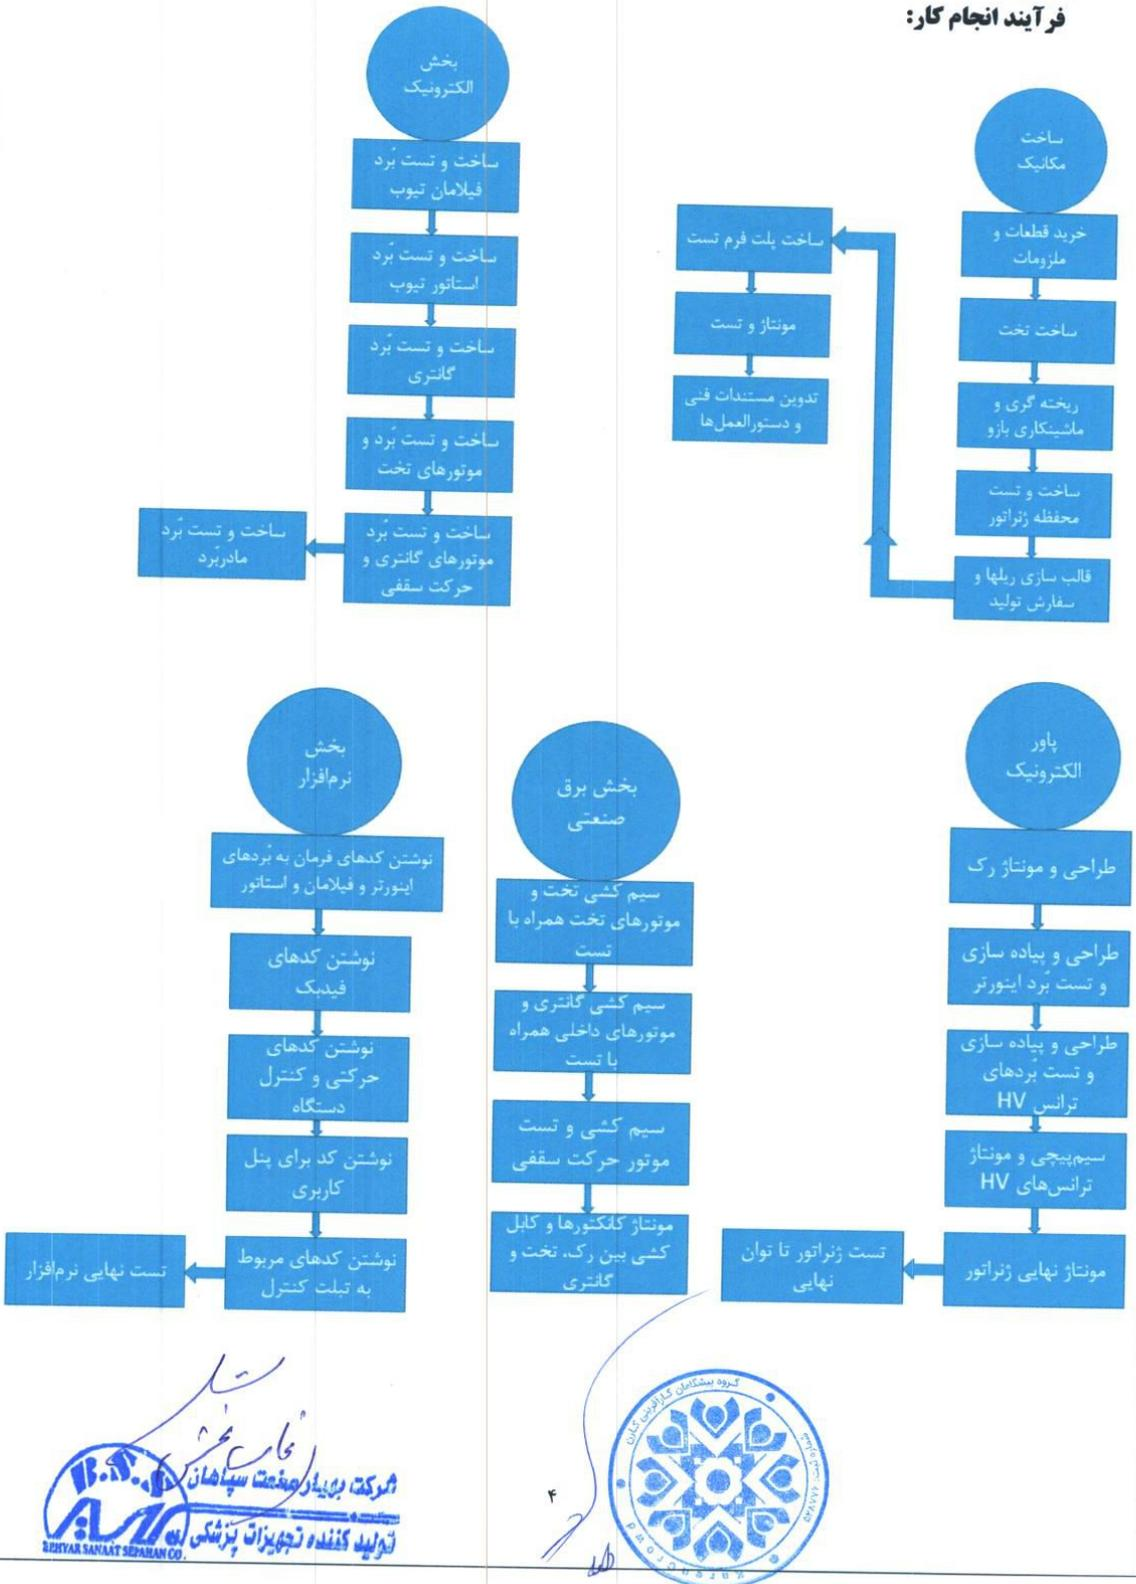 فرآیند انجام کار:
ساخت
مکانیک
خرید قطعات و
ملزومات
ساخت تخت
ریخته گری و
ماشینکاری بازو
ساخت و تست
محفظه ژنراتور
قالب سازی ریلها و
سفارش تولید
ساخت پلت فرم تست
مونتاژ و تست
تدوین مستندات فنی
و دستورالعمل‌ها
بخش
الکترونیک
ساخت و تست بُرد
فیلامان تیوب
ساخت و تست بُرد
استاتور تیوب
ساخت و تست بُرد
گانتری
ساخت و تست بُرد و
موتورهای تخت
ساخت و تست بُرد
موتورهای گانتری و
حرکت سقفی
ساخت و تست بُرد
مادربُرد
پاور
الکترونیک
طراحی و مونتاژ رک
طراحی و پیاده سازی
و تست بُرد اینورتر
طراحی و پیاده سازی
و تست بُردهای
ترانس HV
سیم‌پیچی و مونتاژ
ترانس‌های HV
مونتاژ نهایی ژنراتور
تست ژنراتور تا توان
نهایی
بخش برق
صنعتی
سیم کشی تخت و
موتورهای تخت همراه با
تست
سیم کشی گانتری و
موتورهای داخلی همراه
با تست
سیم کشی و تست
موتور حرکت سقفی
مونتاژ کانکتورها و کابل
کشی بین رک، تخت و
گانتری
بخش
نرم‌افزار
نوشتن کدهای فرمان به بُردهای
اینورتر و فیلامان و استاتور
نوشتن کدهای
فیدبک
نوشتن کدهای
حرکتی و کنترل
دستگاه
نوشتن کد برای پنل
کاربری
نوشتن کدهای مربوط
به تبلت کنترل
تست نهایی نرم‌افزار
گروه پیشگامان کارآفرینی کارن
شماره ثبت: ۵۲۸۷۷۶
Karen Crowd
۴
B.S.S
شرکت بهیار صنعت سپاهان
تولید کننده تجهیزات پزشکی
BEHYAR SANAAT SEPAHAN CO.